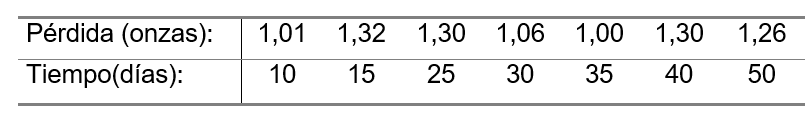 Pérdida (onzas): 1,01 1,32 1,30 1,06 1,00 1,30 1,26
Tiempo(días): 10 15 25 30 35 40 50